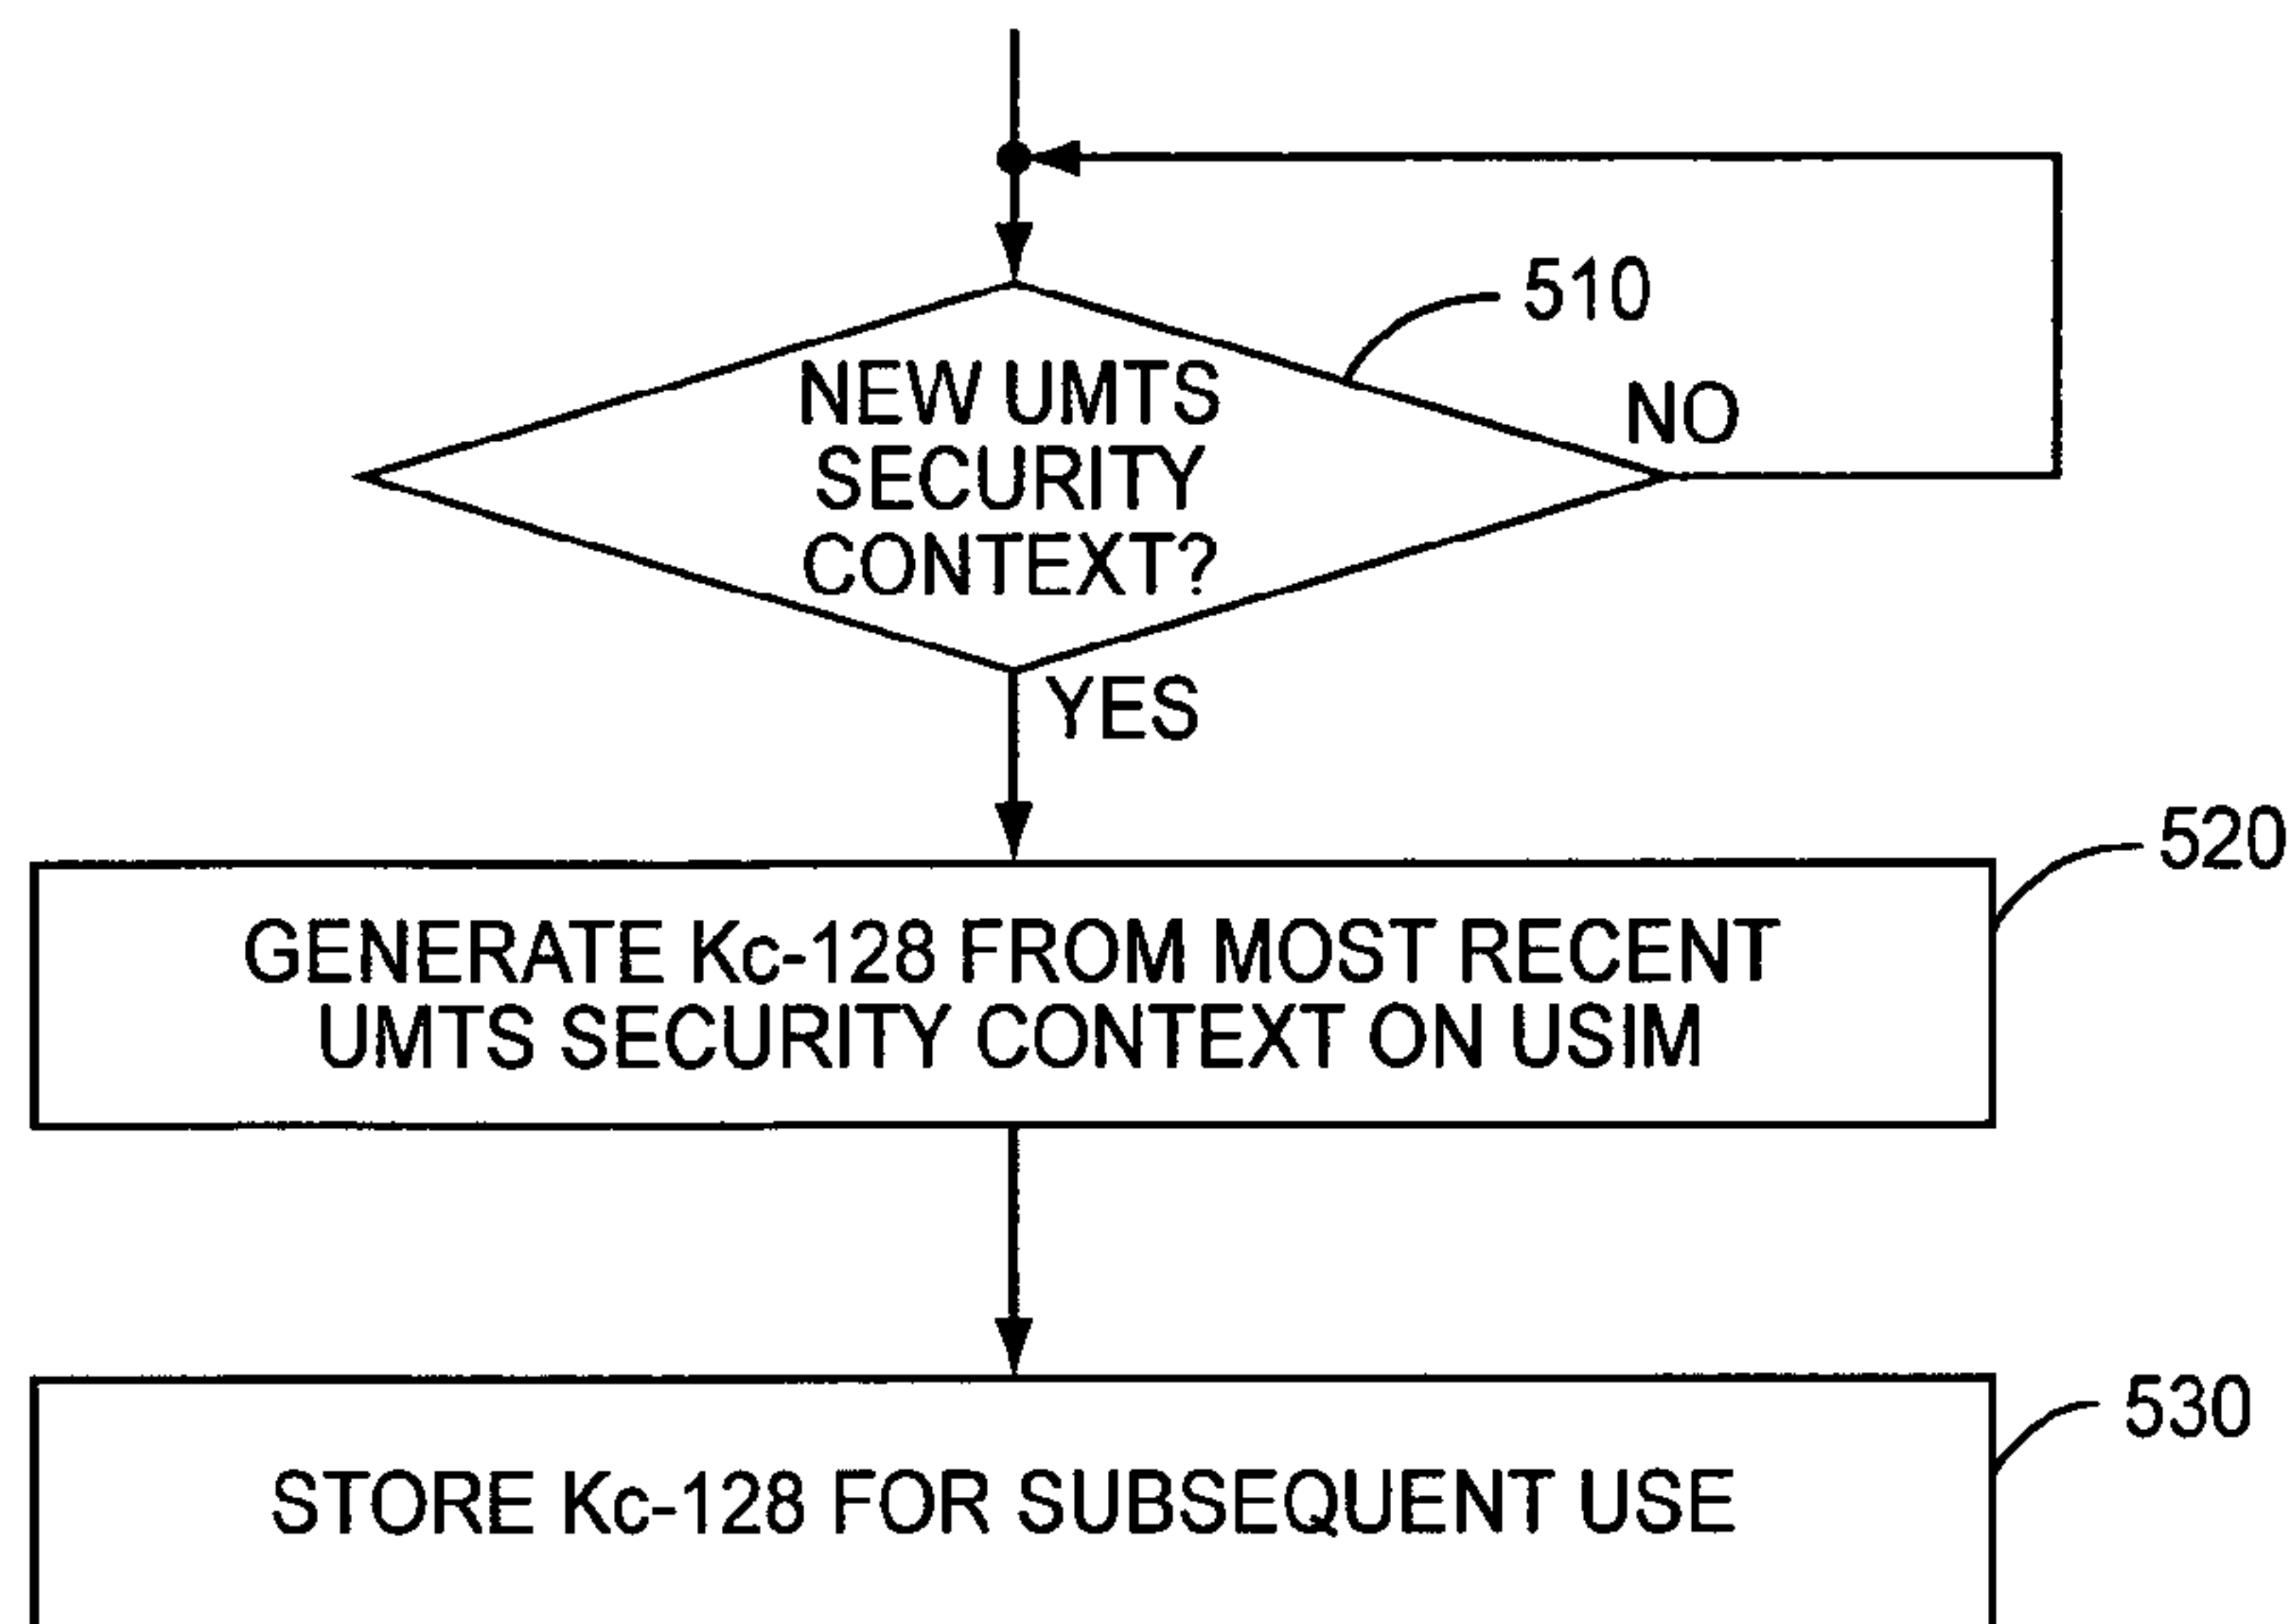 510
NEW UMTS
SECURITY
CONTEXT?
NO
YES
520
GENERATE Kc-128 FROM MOST RECENT
UMTS SECURITY CONTEXT ON USIM
530
STORE Kc-128 FOR SUBSEQUENT USE